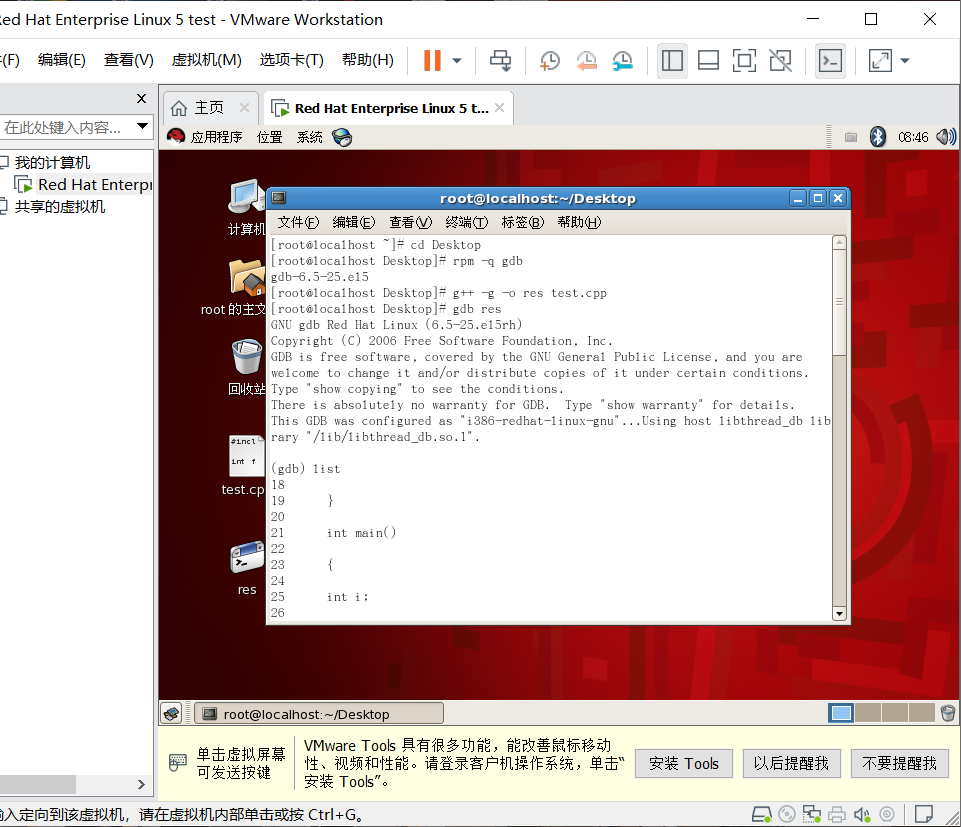 Red Hat Enterprise Linux 5 test - VMware Workstation
(F) 编辑(E) 查看(V) 虚拟机(M) 选项卡(T) 帮助(H)
在此处键入内容...
我的计算机
Red Hat Enterpr
共享的虚拟机
主页
Red Hat Enterprise Linux 5 t...
应用程序 位置 系统
08:46
计算机
root 的主文
回收站
#incl
int f
test.cp
res
root@localhost:~/Desktop
文件(F) 编辑(E) 查看(V) 终端(T) 标签(B) 帮助(H)
[root@localhost ~]# cd Desktop
[root@localhost Desktop]# rpm -q gdb
gdb-6.5-25.el5
[root@localhost Desktop]# g++ -g -o res test.cpp
[root@localhost Desktop]# gdb res
GNU gdb Red Hat Linux (6.5-25.el5rh)
Copyright (C) 2006 Free Software Foundation, Inc.
GDB is free software, covered by the GNU General Public License, and you are
welcome to change it and/or distribute copies of it under certain conditions.
Type "show copying" to see the conditions.
There is absolutely no warranty for GDB.  Type "show warranty" for details.
This GDB was configured as "i386-redhat-linux-gnu"...Using host libthread_db lib
rary "/lib/libthread_db.so.1".
(gdb) list
18
19 }
20
21 int main()
22
23 {
24
25 int i;
26
root@localhost:~/Desktop
单击虚拟屏幕
可发送按键
VMware Tools 具有很多功能，能改善鼠标移动
性、视频和性能。请登录客户机操作系统，单击“
安装 Tools”。
安装 Tools
以后提醒我
不要提醒我
输入定向到该虚拟机，请在虚拟机内部单击或按 Ctrl+G。